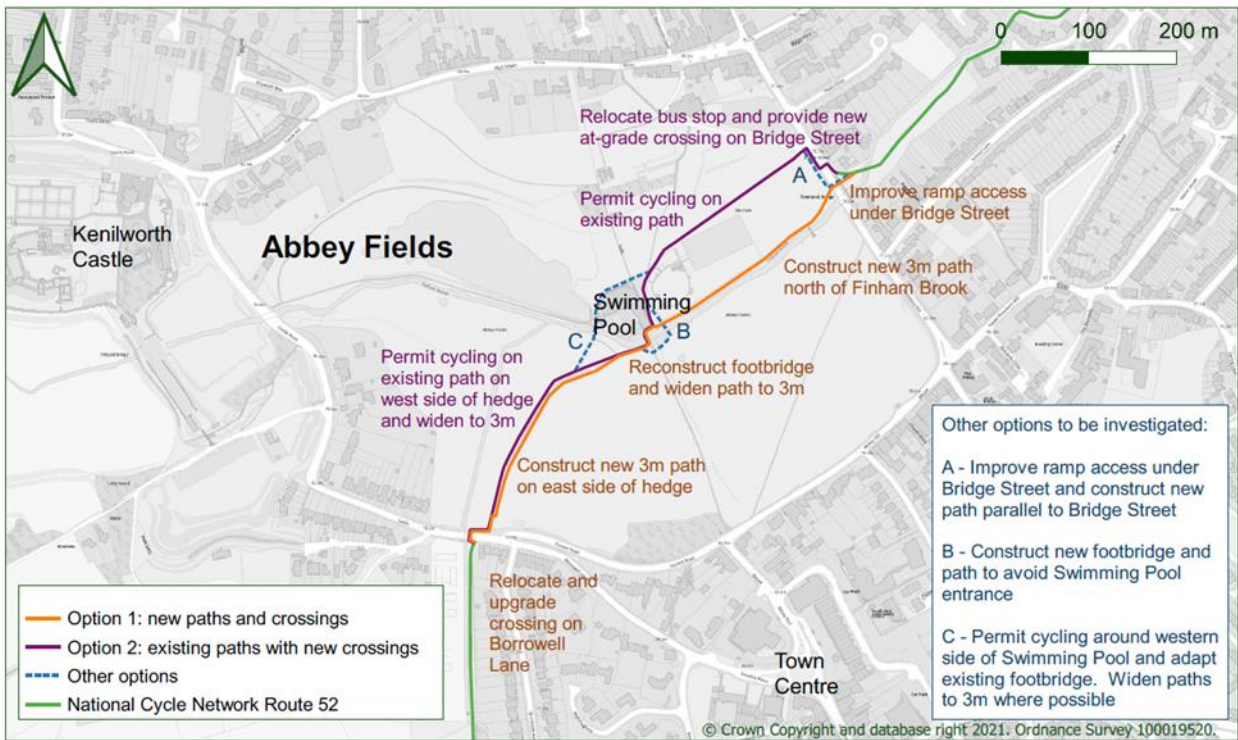 0 100 200 m
Relocate bus stop and provide new
at-grade crossing on Bridge Street
A
Permit cycling on
existing path
Improve ramp access
under Bridge Street
Kenilworth
Castle
Abbey Fields
Construct new 3m path
north of Finham Brook
Swimming
Pool
B
C
Permit cycling on
existing path on
west side of hedge
and widen to 3m
Reconstruct footbridge
and widen path to 3m
Construct new 3m path
on east side of hedge
Relocate and
upgrade
crossing on
Borrowell
Lane
Town
Centre
Other options to be investigated:
A - Improve ramp access under
Bridge Street and construct new
path parallel to Bridge Street
B - Construct new footbridge and
path to avoid Swimming Pool
entrance
C - Permit cycling around western
side of Swimming Pool and adapt
existing footbridge. Widen paths
to 3m where possible
Option 1: new paths and crossings
Option 2: existing paths with new crossings
Other options
National Cycle Network Route 52
© Crown Copyright and database right 2021. Ordnance Survey 100019520.